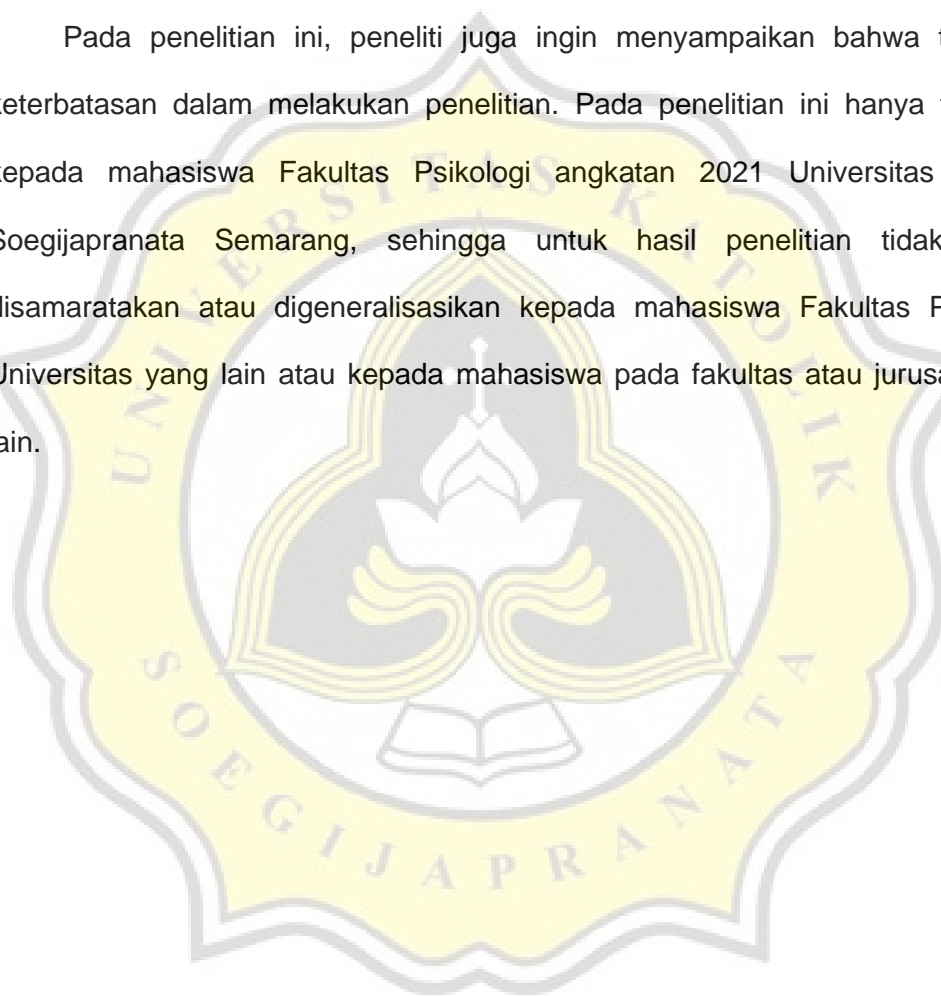 Pada penelitian ini, peneliti juga ingin menyampaikan bahwa
keterbatasan dalam melakukan penelitian. Pada penelitian ini hanya
kepada mahasiswa Fakultas Psikologi angkatan 2021 Universitas
Soegijapranata Semarang, sehingga untuk hasil penelitian tidak
disamaratakan atau digeneralisasikan kepada mahasiswa Fakultas
Universitas yang lain atau kepada mahasiswa pada fakultas atau
lain.
UNIVERSITAS KATOLIK
SOEGIJAPRANATA